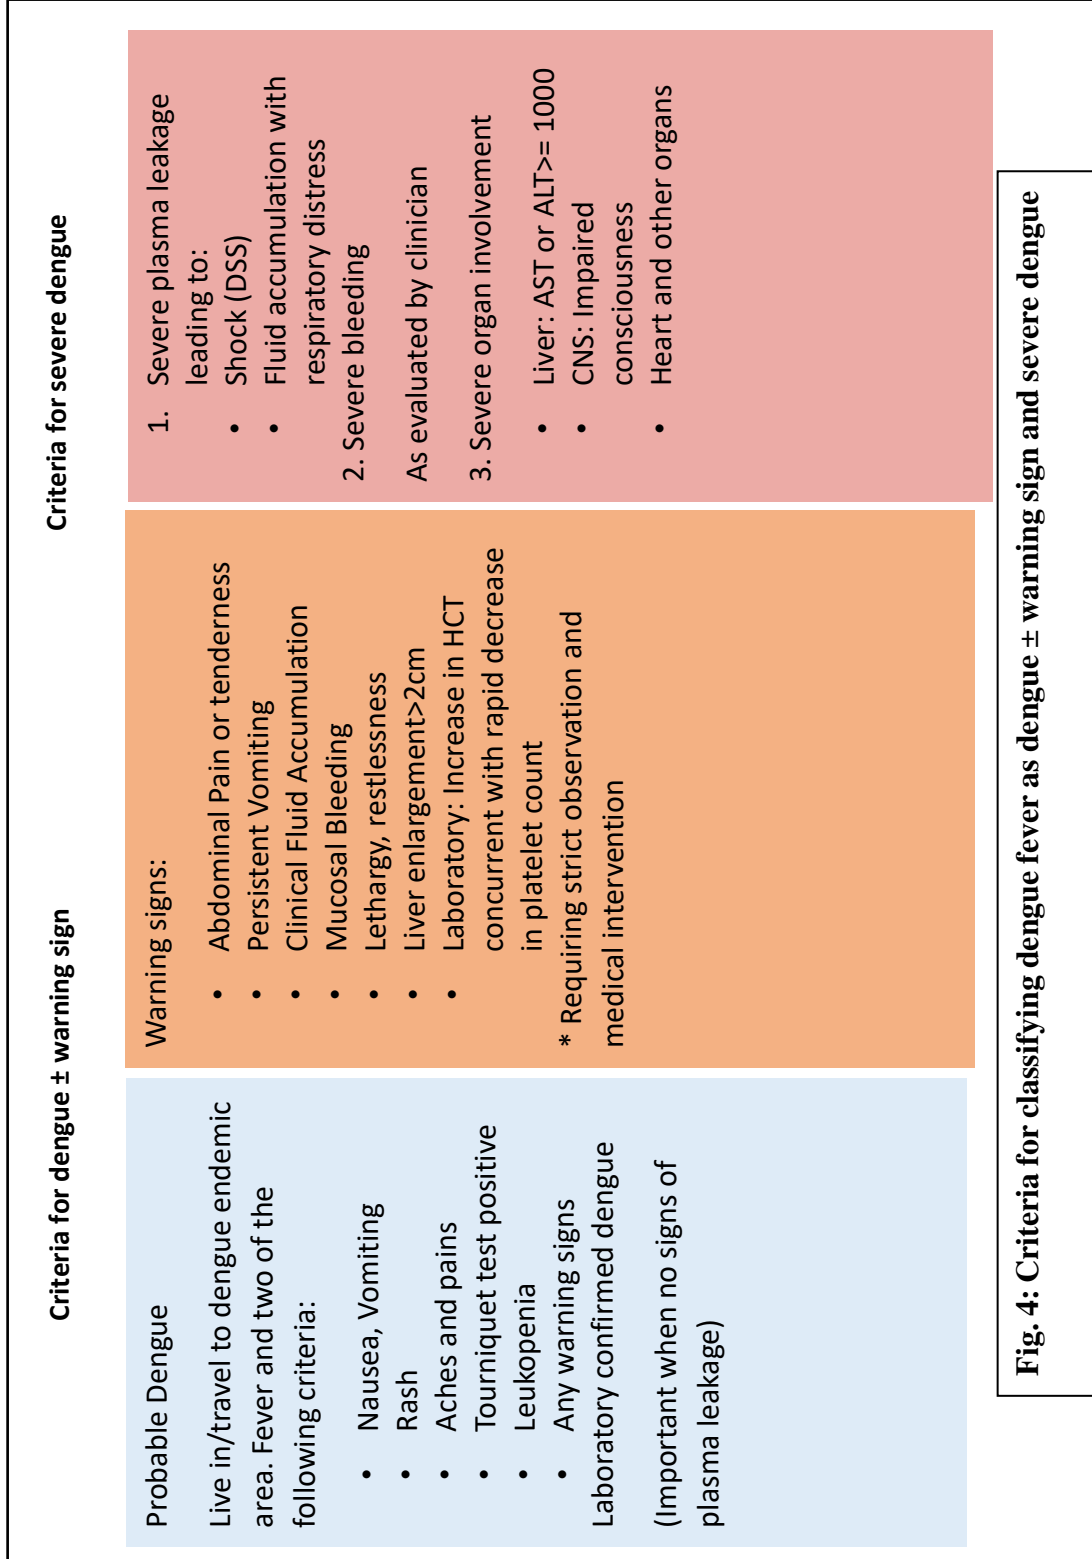 Criteria for dengue ± warning sign
Criteria for severe dengue
Probable Dengue
Live in/travel to dengue endemic
area. Fever and two of the
following criteria:
• Nausea, Vomiting
• Rash
• Aches and pains
• Tourniquet test positive
• Leukopenia
• Any warning signs
Laboratory confirmed dengue
(Important when no signs of
plasma leakage)
Warning signs:
• Abdominal Pain or tenderness
• Persistent Vomiting
• Clinical Fluid Accumulation
• Mucosal Bleeding
• Lethargy, restlessness
• Liver enlargement>2cm
• Laboratory: Increase in HCT
concurrent with rapid decrease
in platelet count
* Requiring strict observation and
medical intervention
1. Severe plasma leakage
leading to:
• Shock (DSS)
• Fluid accumulation with
respiratory distress
2. Severe bleeding
As evaluated by clinician
3. Severe organ involvement
• Liver: AST or ALT>= 1000
• CNS: Impaired
consciousness
• Heart and other organs
Fig. 4: Criteria for classifying dengue fever as dengue ± warning sign and severe dengue